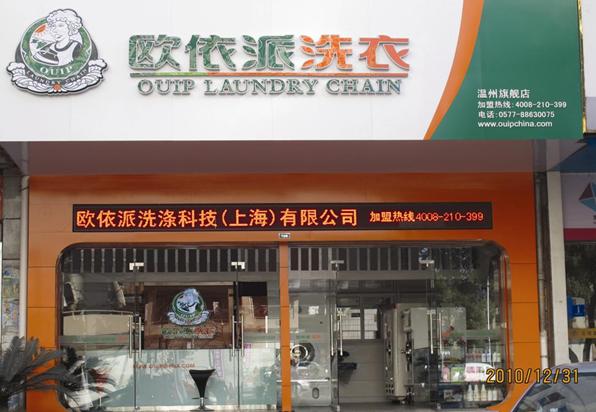 欧依派洗衣
OUIP LAUNDRY CHAIN
温州旗舰店
加盟热线:4008-210-399
电话:0577-88630075
www.ouipchina.com
LAUNDRY CHAIN
欧依派洗涤科技(上海)有限公司 加盟热线4008-210-399
2010/12/31